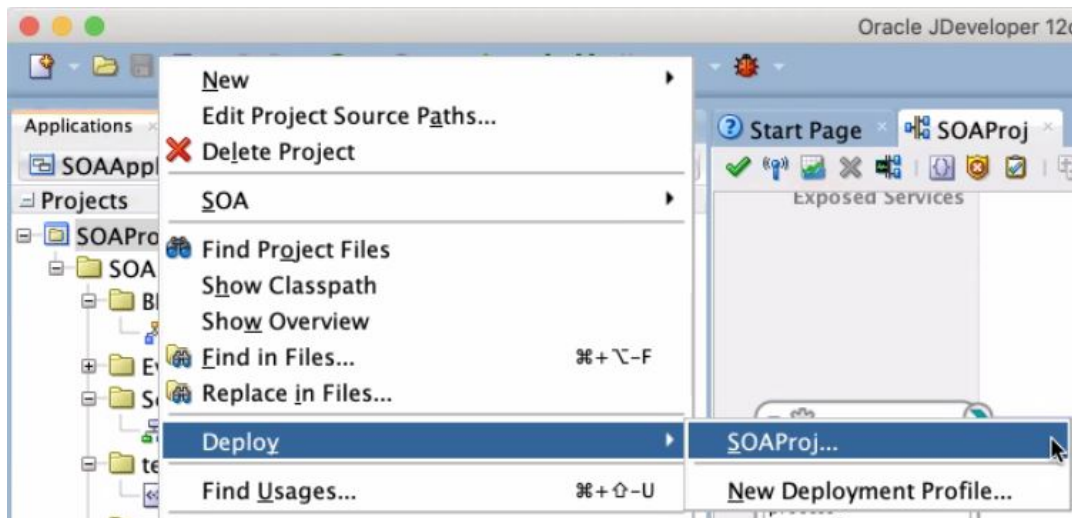 Oracle JDeveloper 12c
New
Edit Project Source Paths...
Applications
Start Page
SOAProj
SOAAppl
Delete Project
Projects
SOA
Exposed Services
SOAPro
Find Project Files
SOA
Show Classpath
Show Overview
Find in Files... ⌘+⌥-F
Replace in Files...
Deploy
SOAProj...
te
Find Usages... ⌘+⇧-U
New Deployment Profile...